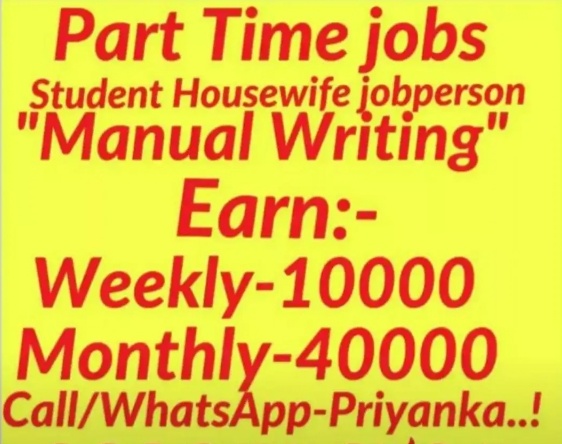 Part Time jobs
Student Housewife jobperson
"Manual Writing"
Earn:-
Weekly-10000
Monthly-40000
Call/WhatsApp-Priyanka..!